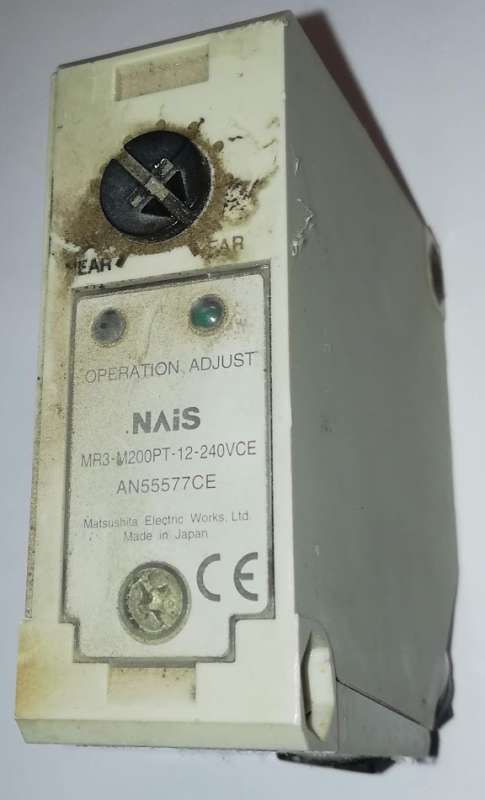 EAR
EAR
OPERATION ADJUST
NAiS
MR3-M200PT-12-240VCE
AN55577CE
Matsushita Electric Works, Ltd.
Made in Japan
CE